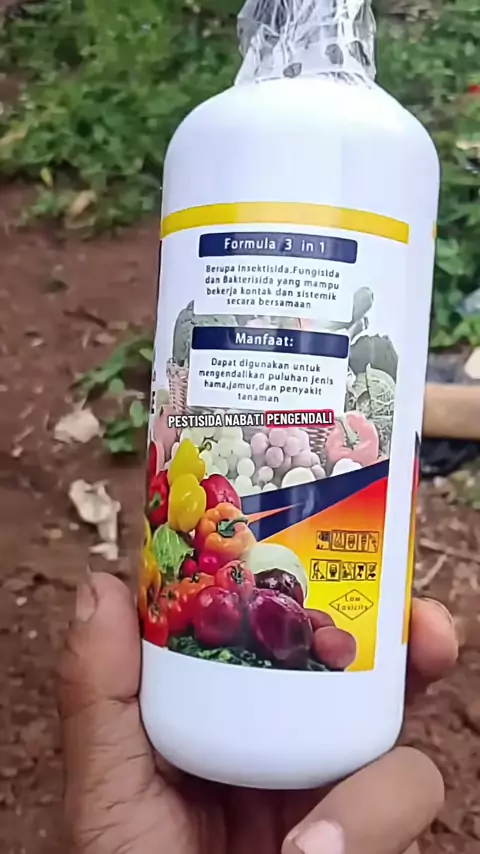 Formula 3 in 1
Berupa Insektisida.Fungisida
dan Bakterisida yang mampu
bekerja kontak dan sistemik
secara bersamaan
Manfaat:
Dapat digunakan untuk
mengendalikan puluhan jenis
hama,jamur,dan penyakit
tanaman
PESTISIDA NABATI PENGENDALI
Low
Toxicity